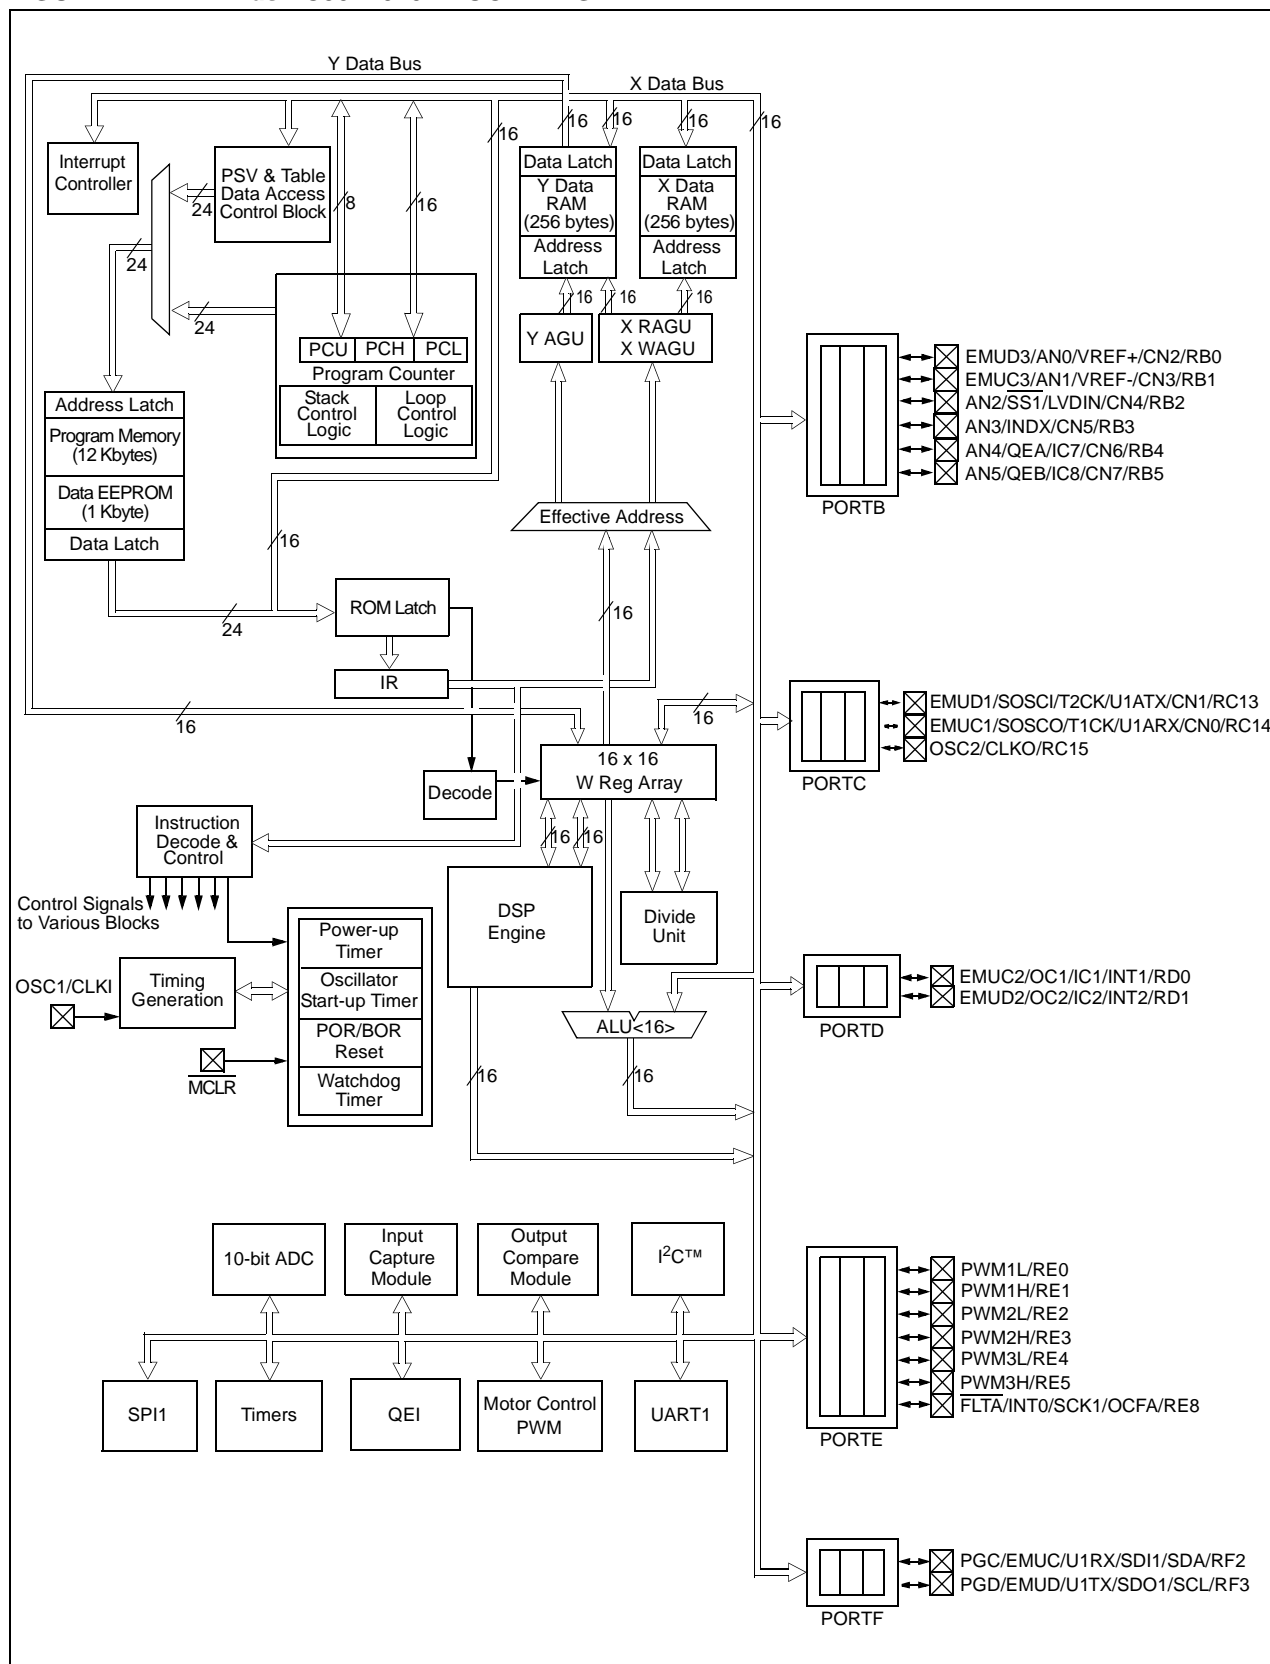 Y Data Bus
X Data Bus
16
16
16
16
16
Interrupt
Controller
PSV & Table
Data Access
Control Block
24
8
16
Data Latch
Y Data
RAM
(256 bytes)
Address
Latch
Data Latch
X Data
RAM
(256 bytes)
Address
Latch
24
24
16
16
16
Y AGU
X RAGU
X WAGU
PCU
PCH
PCL
Program Counter
Stack
Control
Logic
Loop
Control
Logic
Address Latch
Program Memory
(12 Kbytes)
Data EEPROM
(1 Kbyte)
Data Latch
Effective Address
16
24
ROM Latch
16
IR
16
16
16 x 16
W Reg Array
Decode
Instruction
Decode &
Control
16
16
Control Signals
to Various Blocks
DSP
Engine
Divide
Unit
Power-up
Timer
Oscillator
Start-up Timer
POR/BOR
Reset
Watchdog
Timer
OSC1/CLKI
Timing
Generation
MCLR
ALU<16>
16
16
10-bit ADC
Input
Capture
Module
Output
Compare
Module
I²C™
SPI1
Timers
QEI
Motor Control
PWM
UART1
EMUD3/AN0/VREF+/CN2/RB0
EMUC3/AN1/VREF-/CN3/RB1
AN2/SS1/LVDIN/CN4/RB2
AN3/INDX/CN5/RB3
AN4/QEA/IC7/CN6/RB4
AN5/QEB/IC8/CN7/RB5
PORTB
EMUD1/SOSCI/T2CK/U1ATX/CN1/RC13
EMUC1/SOSCO/T1CK/U1ARX/CN0/RC14
OSC2/CLKO/RC15
PORTC
EMUC2/OC1/IC1/INT1/RD0
EMUD2/OC2/IC2/INT2/RD1
PORTD
PWM1L/RE0
PWM1H/RE1
PWM2L/RE2
PWM2H/RE3
PWM3L/RE4
PWM3H/RE5
FLTA/INT0/SCK1/OCFA/RE8
PORTE
PGC/EMUC/U1RX/SDI1/SDA/RF2
PGD/EMUD/U1TX/SDO1/SCL/RF3
PORTF